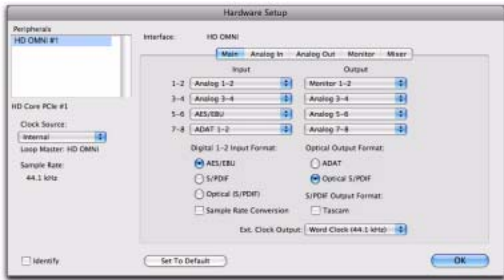 Hardware Setup
Peripherals
HD OMNI #1
Interface: HD OMNI
Main Analog In Analog Out Monitor Mixer
Input Output
1–2 Analog 1–2 Monitor 1–2
3–4 Analog 3–4 Analog 3–4
5–6 AES/EBU Analog 5–6
7–8 ADAT 1–2 Analog 7–8
HD Core PCIe #1
Clock Source:
Internal
Loop Master: HD OMNI
Sample Rate:
44.1 kHz
Digital 1–2 Input Format: Optical Output Format:
AES/EBU ADAT
S/PDIF Optical S/PDIF
Optical (S/PDIF) S/PDIF Output Format:
Sample Rate Conversion Tascam
Ext. Clock Output: Word Clock (44.1 kHz)
Identify Set To Default OK